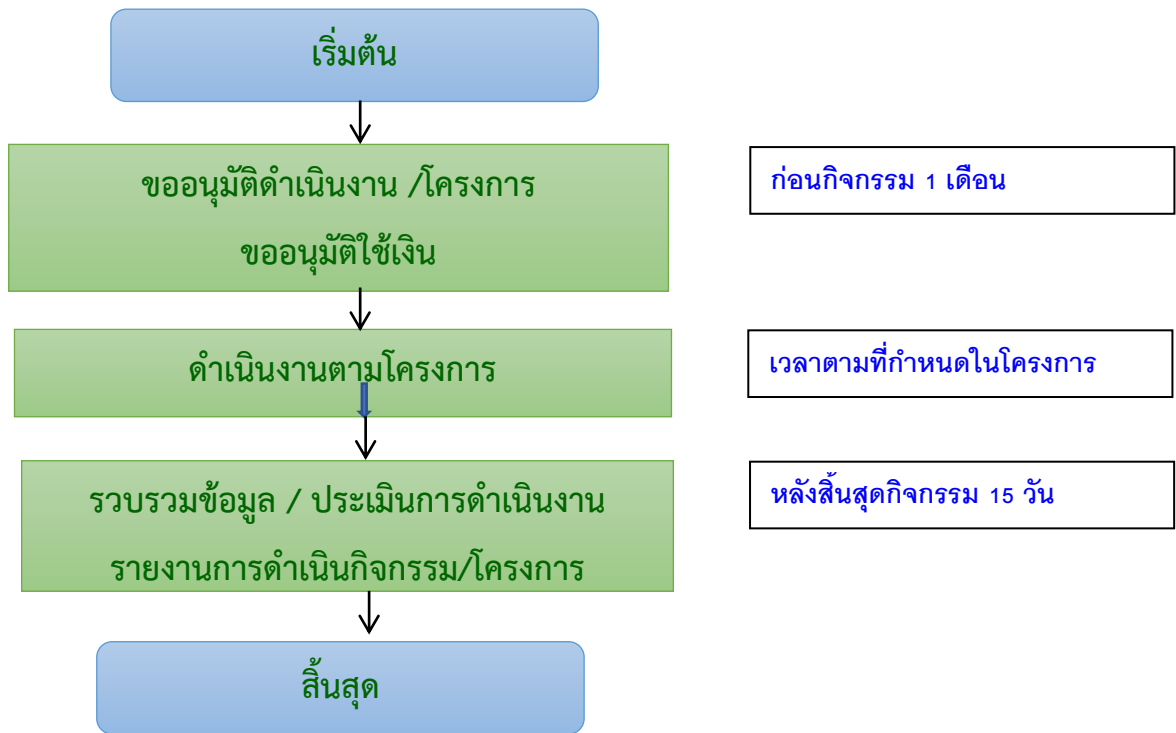 เริ่มต้น
ขออนุมัติดำเนินงาน /โครงการ
ขออนุมัติใช้เงิน
ก่อนกิจกรรม 1 เดือน
ดำเนินงานตามโครงการ
เวลาตามที่กำหนดในโครงการ
รวบรวมข้อมูล / ประเมินการดำเนินงาน
รายงานการดำเนินกิจกรรม/โครงการ
หลังสิ้นสุดกิจกรรม 15 วัน
สิ้นสุด